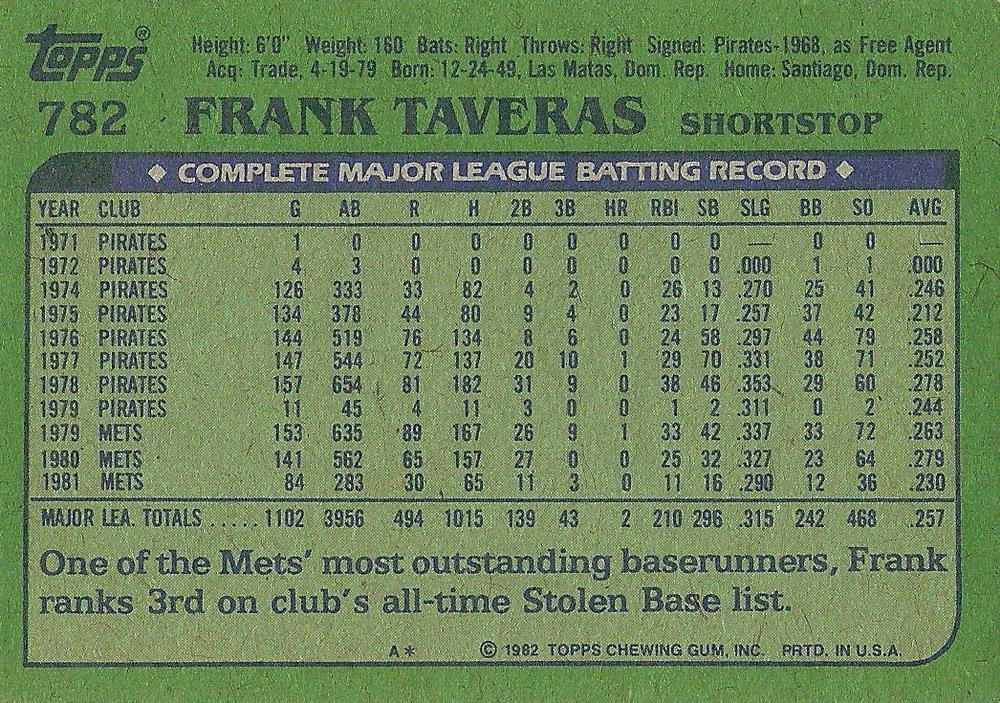 Topps® Height: 6'0" Weight: 160 Bats: Right Throws: Right Signed: Pirates-1968, as Free Agent
Acq: Trade, 4-19-79 Born: 12-24-49, Las Matas, Dom. Rep. Home: Santiago, Dom. Rep.
782 FRANK TAVERAS SHORTSTOP
◆ COMPLETE MAJOR LEAGUE BATTING RECORD ◆
YEAR CLUB G AB R H 2B 3B HR RBI SB SLG BB SO AVG
1971 PIRATES 1 0 0 0 0 0 0 0 0 — 0 0 —
1972 PIRATES 4 3 0 0 0 0 0 0 0 .000 1 1 .000
1974 PIRATES 126 333 33 82 4 2 0 26 13 .270 25 41 .246
1975 PIRATES 134 378 44 80 9 4 0 23 17 .257 37 42 .212
1976 PIRATES 144 519 76 134 8 6 0 24 58 .297 44 79 .258
1977 PIRATES 147 544 72 137 20 10 1 29 70 .331 38 71 .252
1978 PIRATES 157 654 81 182 31 9 0 38 46 .353 29 60 .278
1979 PIRATES 11 45 4 11 3 0 0 1 2 .311 0 2 .244
1979 METS 153 635 89 167 26 9 1 33 42 .337 33 72 .263
1980 METS 141 562 65 157 27 0 0 25 32 .327 23 64 .279
1981 METS 84 283 30 65 11 3 0 11 16 .290 12 36 .230
MAJOR LEA. TOTALS ..... 1102 3956 494 1015 139 43 2 210 296 .315 242 468 .257
One of the Mets' most outstanding baserunners, Frank
ranks 3rd on club's all-time Stolen Base list.
A* © 1982 TOPPS CHEWING GUM, INC. PRTD. IN U.S.A.